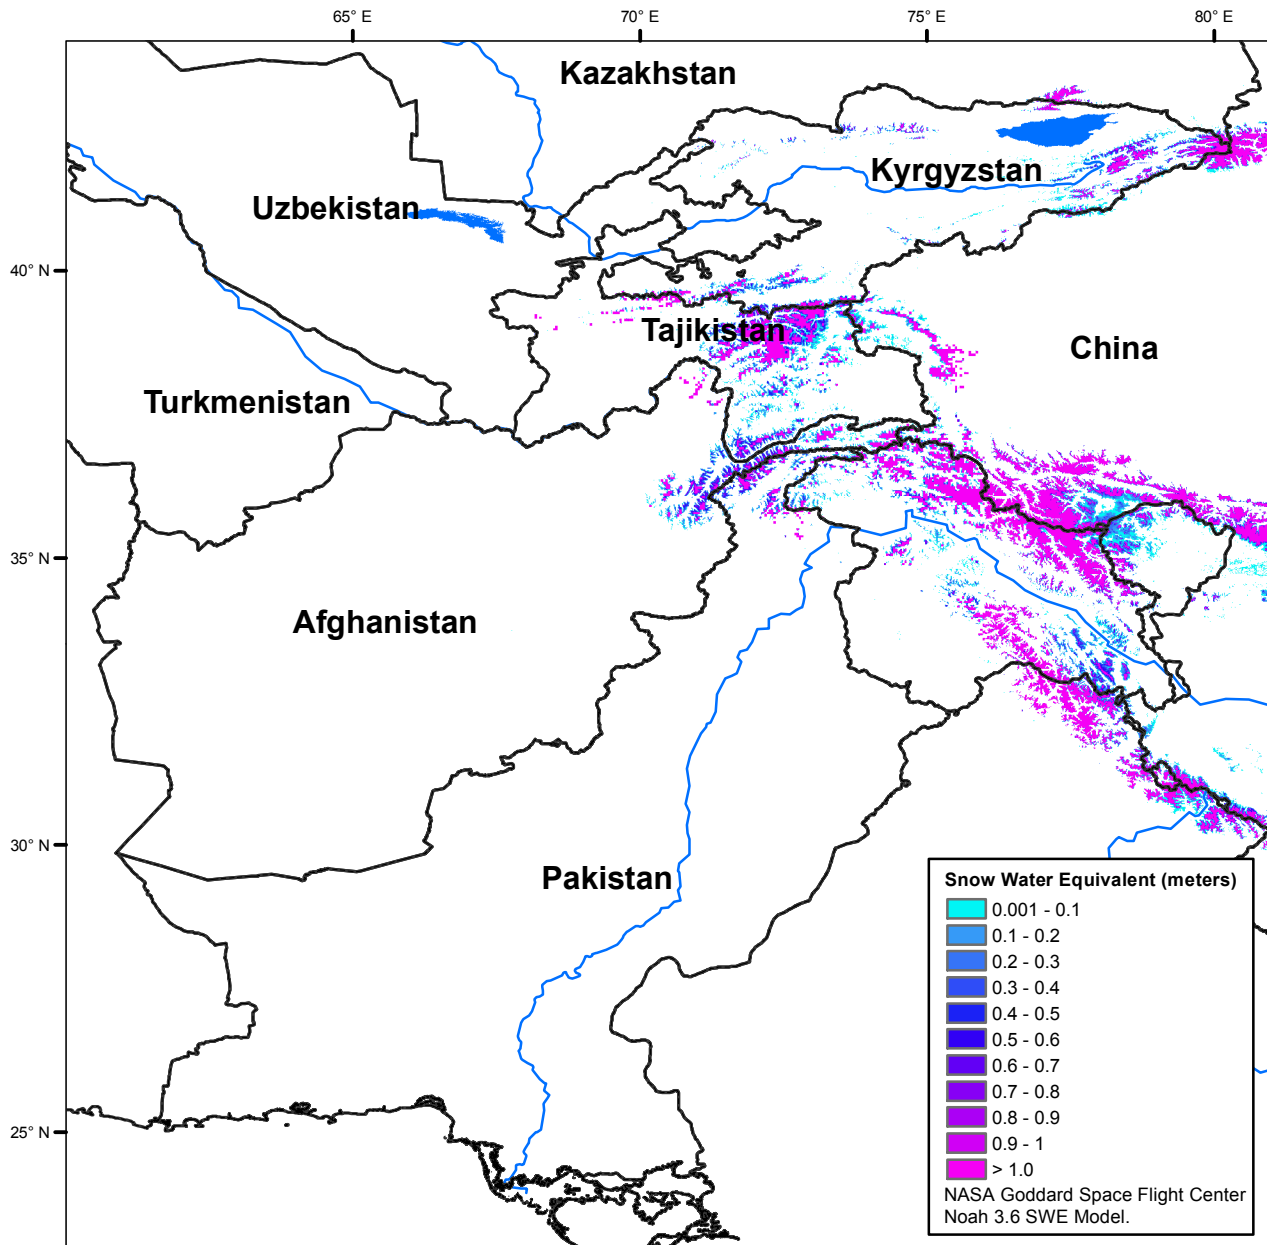 65° E
70° E
75° E
80° E
Kazakhstan
Kyrgyzstan
Uzbekistan
40° N
Tajikistan
China
Turkmenistan
35° N
Afghanistan
30° N
Pakistan
25° N
Snow Water Equivalent (meters)
0.001 - 0.1
0.1 - 0.2
0.2 - 0.3
0.3 - 0.4
0.4 - 0.5
0.5 - 0.6
0.6 - 0.7
0.7 - 0.8
0.8 - 0.9
0.9 - 1
> 1.0
NASA Goddard Space Flight Center
Noah 3.6 SWE Model.